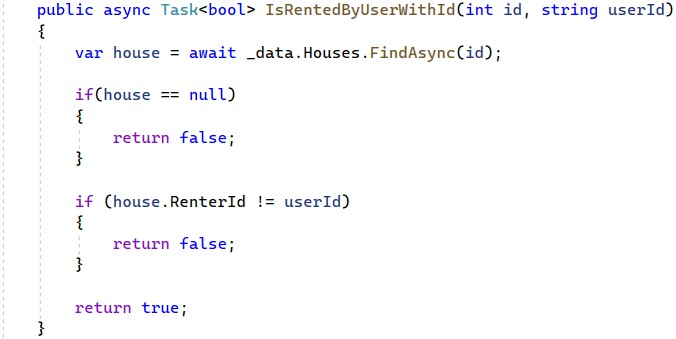 public async Task<bool> IsRentedByUserWithId(int id, string userId)
{
    var house = await _data.Houses.FindAsync(id);

    if(house == null)
    {
        return false;
    }

    if (house.RenterId != userId)
    {
        return false;
    }

    return true;
}